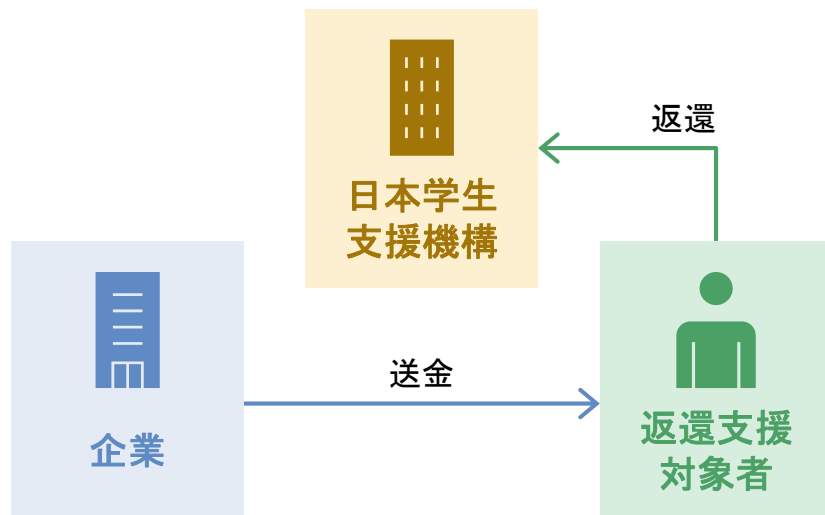 日本学生
支援機構
返還
企業
送金
返還支援
対象者